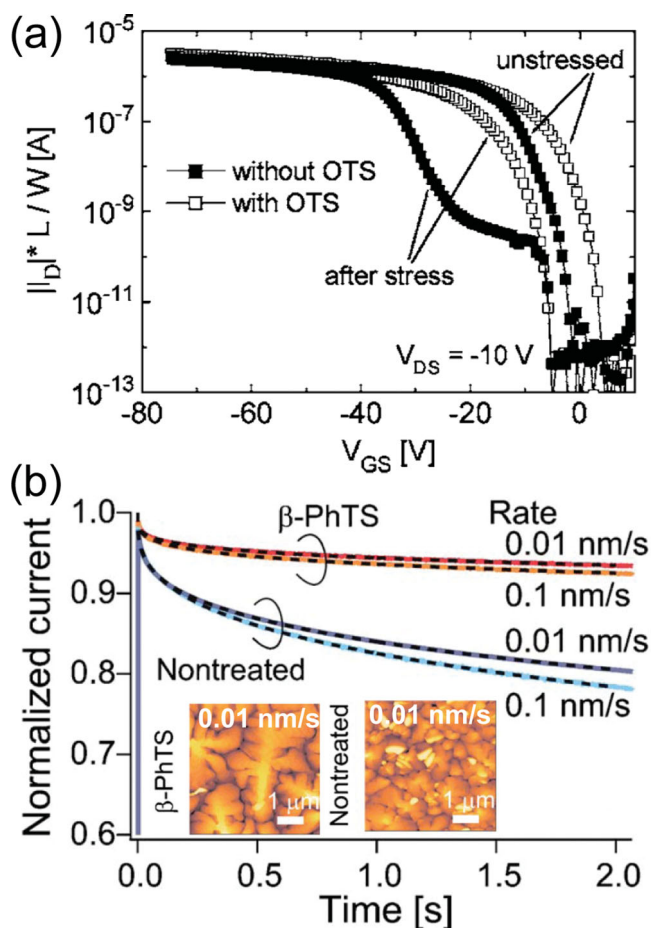 (a)
10⁻⁵
10⁻⁷
10⁻⁹
10⁻¹¹
10⁻¹³
||D|* L / W [A]
unstressed
without OTS
with OTS
after stress
V_DS = -10 V
-80 -60 -40 -20 0
V_GS [V]
(b)
1.0
0.9
0.8
0.7
0.6
Normalized current
β-PhTS
Rate
0.01 nm/s
0.1 nm/s
0.01 nm/s
0.1 nm/s
Nontreated
β-PhTS
0.01 nm/s
1 μm
Nontreated
0.01 nm/s
1 μm
0.0 0.5 1.0 1.5 2.0
Time [s]